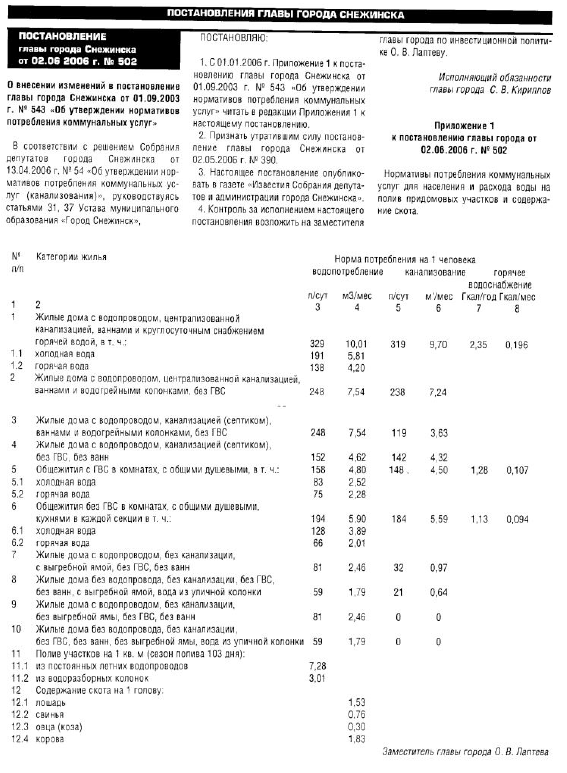 ПОСТАНОВЛЕНИЯ ГЛАВЫ ГОРОДА СНЕЖИНСКА
ПОСТАНОВЛЕНИЕ
главы города Снежинска
от 02.06 2006 г. № 502
О внесении изменений в постановление
главы города Снежинска от 01.09.2003
г. № 543 «Об утверждении нормативов
потребления коммунальных услуг»
В соответствии с решением Собрания
депутатов города Снежинска от
13.04.2006 г. № 54 «Об утверждении нор-
мативов потребления коммунальных ус-
луг (канализования)», руководствуясь
статьями 31, 37 Устава муниципального
образования «Город Снежинск»,
ПОСТАНОВЛЯЮ:
1. С 01.01.2006 г. Приложение 1 к поста-
новлению главы города Снежинска от
01.09.2003 г. № 543 «Об утверждении
нормативов потребления коммунальных
услуг» читать в редакции Приложения 1 к
настоящему постановлению.
2. Признать утратившим силу постанов-
ление главы города Снежинска от
02.05.2006 г. № 390.
3. Настоящее постановление опублико-
вать в газете «Известия Собрания депута-
тов и администрации города Снежинска».
4. Контроль за исполнением настоящего
постановления возложить на заместителя
главы города по инвестиционной полити-
ке О. В. Лаптеву.
Исполняющий обязанности
главы города С. В. Кириллов
Приложение 1
к постановлению главы города от
02.06.2006 г. № 502
Нормативы потребления коммунальных
услуг для населения и расхода воды на
полив придомовых участков и содержа-
ние скота.
№ Категории жилья Норма потребления на 1 человека
п/п водопотребление канализование горячее
водоснабжение
л/сут м3/мес л/сут м³/мес Гкал/год Гкал/мес
1 2 3 4 5 6 7 8
1 Жилые дома с водопроводом, централизованной
канализацией, ваннами и круглосуточным снабжением
горячей водой, в т. ч.: 329 10,01 319 9,70 2,35 0,196
1.1 холодная вода 191 5,81
1.2 горячая вода 138 4,20
2 Жилые дома с водопроводом, централизованной канализацией,
ваннами и водогрейными колонками, без ГВС 248 7,54 238 7,24
3 Жилые дома с водопроводом, канализацией (септиком),
ваннами и водогрейными колонками, без ГВС 248 7,54 119 3,63
4 Жилые дома с водопроводом, канализацией (септиком),
без ГВС, без ванн 152 4,62 142 4,32
5 Общежития с ГВС в комнатах, с общими душевыми, в т. ч.: 158 4,80 148 4,50 1,28 0,107
5.1 холодная вода 83 2,52
5.2 горячая вода 75 2,28
6 Общежития без ГВС в комнатах, с общими душевыми,
кухнями в каждой секции в т. ч.: 194 5,90 184 5,59 1,13 0,094
6.1 холодная вода 128 3,89
6.2 горячая вода 66 2,01
7 Жилые дома с водопроводом, без канализации,
с выгребной ямой, без ГВС, без ванн 81 2,46 32 0,97
8 Жилые дома без водопровода, без канализации, без ГВС,
без ванн, с выгребной ямой, вода из уличной колонки 59 1,79 21 0,64
9 Жилые дома с водопроводом, без канализации,
без выгребной ямы, без ГВС, без ванн 81 2,46 0 0
10 Жилые дома без водопровода, без канализации,
без ГВС, без ванн, без выгребной ямы, вода из уличной колонки 59 1,79 0 0
11 Полив участков на 1 кв. м (сезон полива 103 дня):
11.1 из постоянных летних водопроводов 7,28
11.2 из водоразборных колонок 3,01
12 Содержание скота на 1 голову:
12.1 лошадь 1,53
12.2 свинья 0,76
12.3 овца (коза) 0,30
12.4 корова 1,83
Заместитель главы города О. В. Лаптева